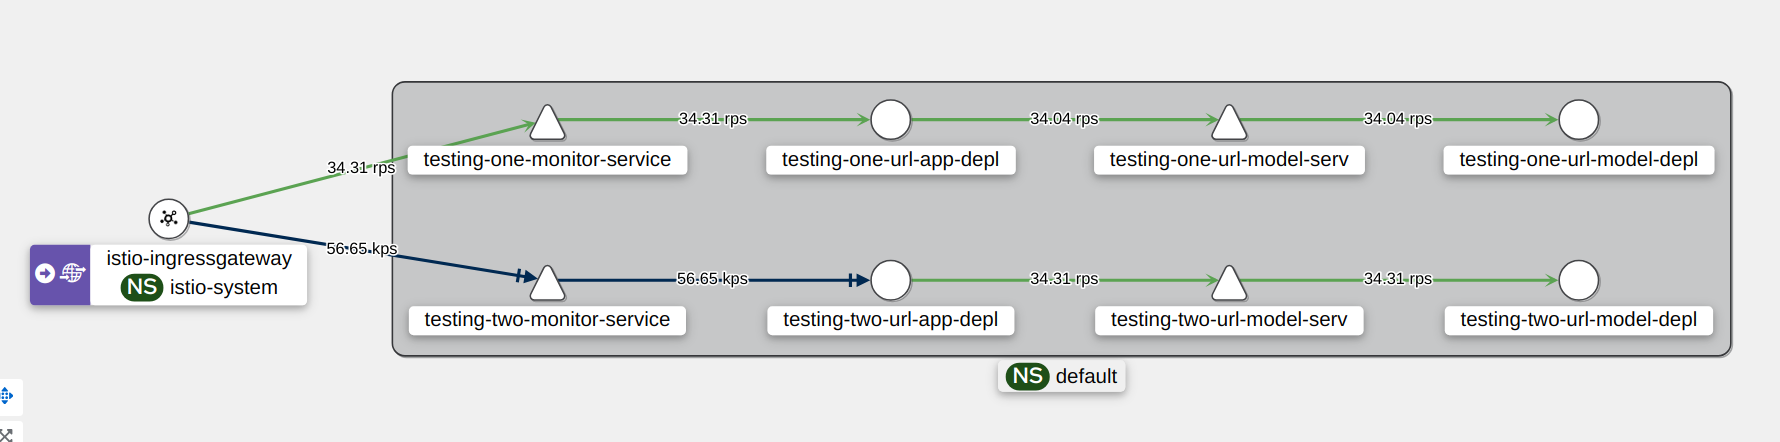 34.31 rps
34.04 rps
34.04 rps
testing-one-monitor-service
testing-one-url-app-depl
testing-one-url-model-serv
testing-one-url-model-depl
34.31 rps
56.65 kps
istio-ingressgateway
NS istio-system
56.65 kps
34.31 rps
34.31 rps
testing-two-monitor-service
testing-two-url-app-depl
testing-two-url-model-serv
testing-two-url-model-depl
NS default